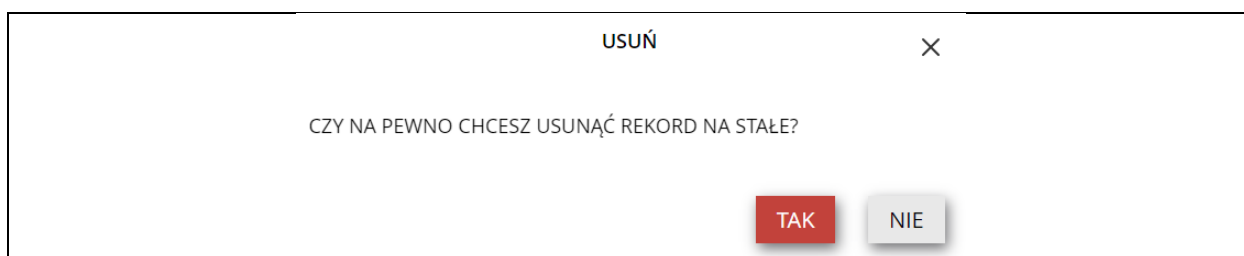 USUŃ
CZY NA PEWNO CHCESZ USUNĄĆ REKORD NA STAŁE?
TAK NIE